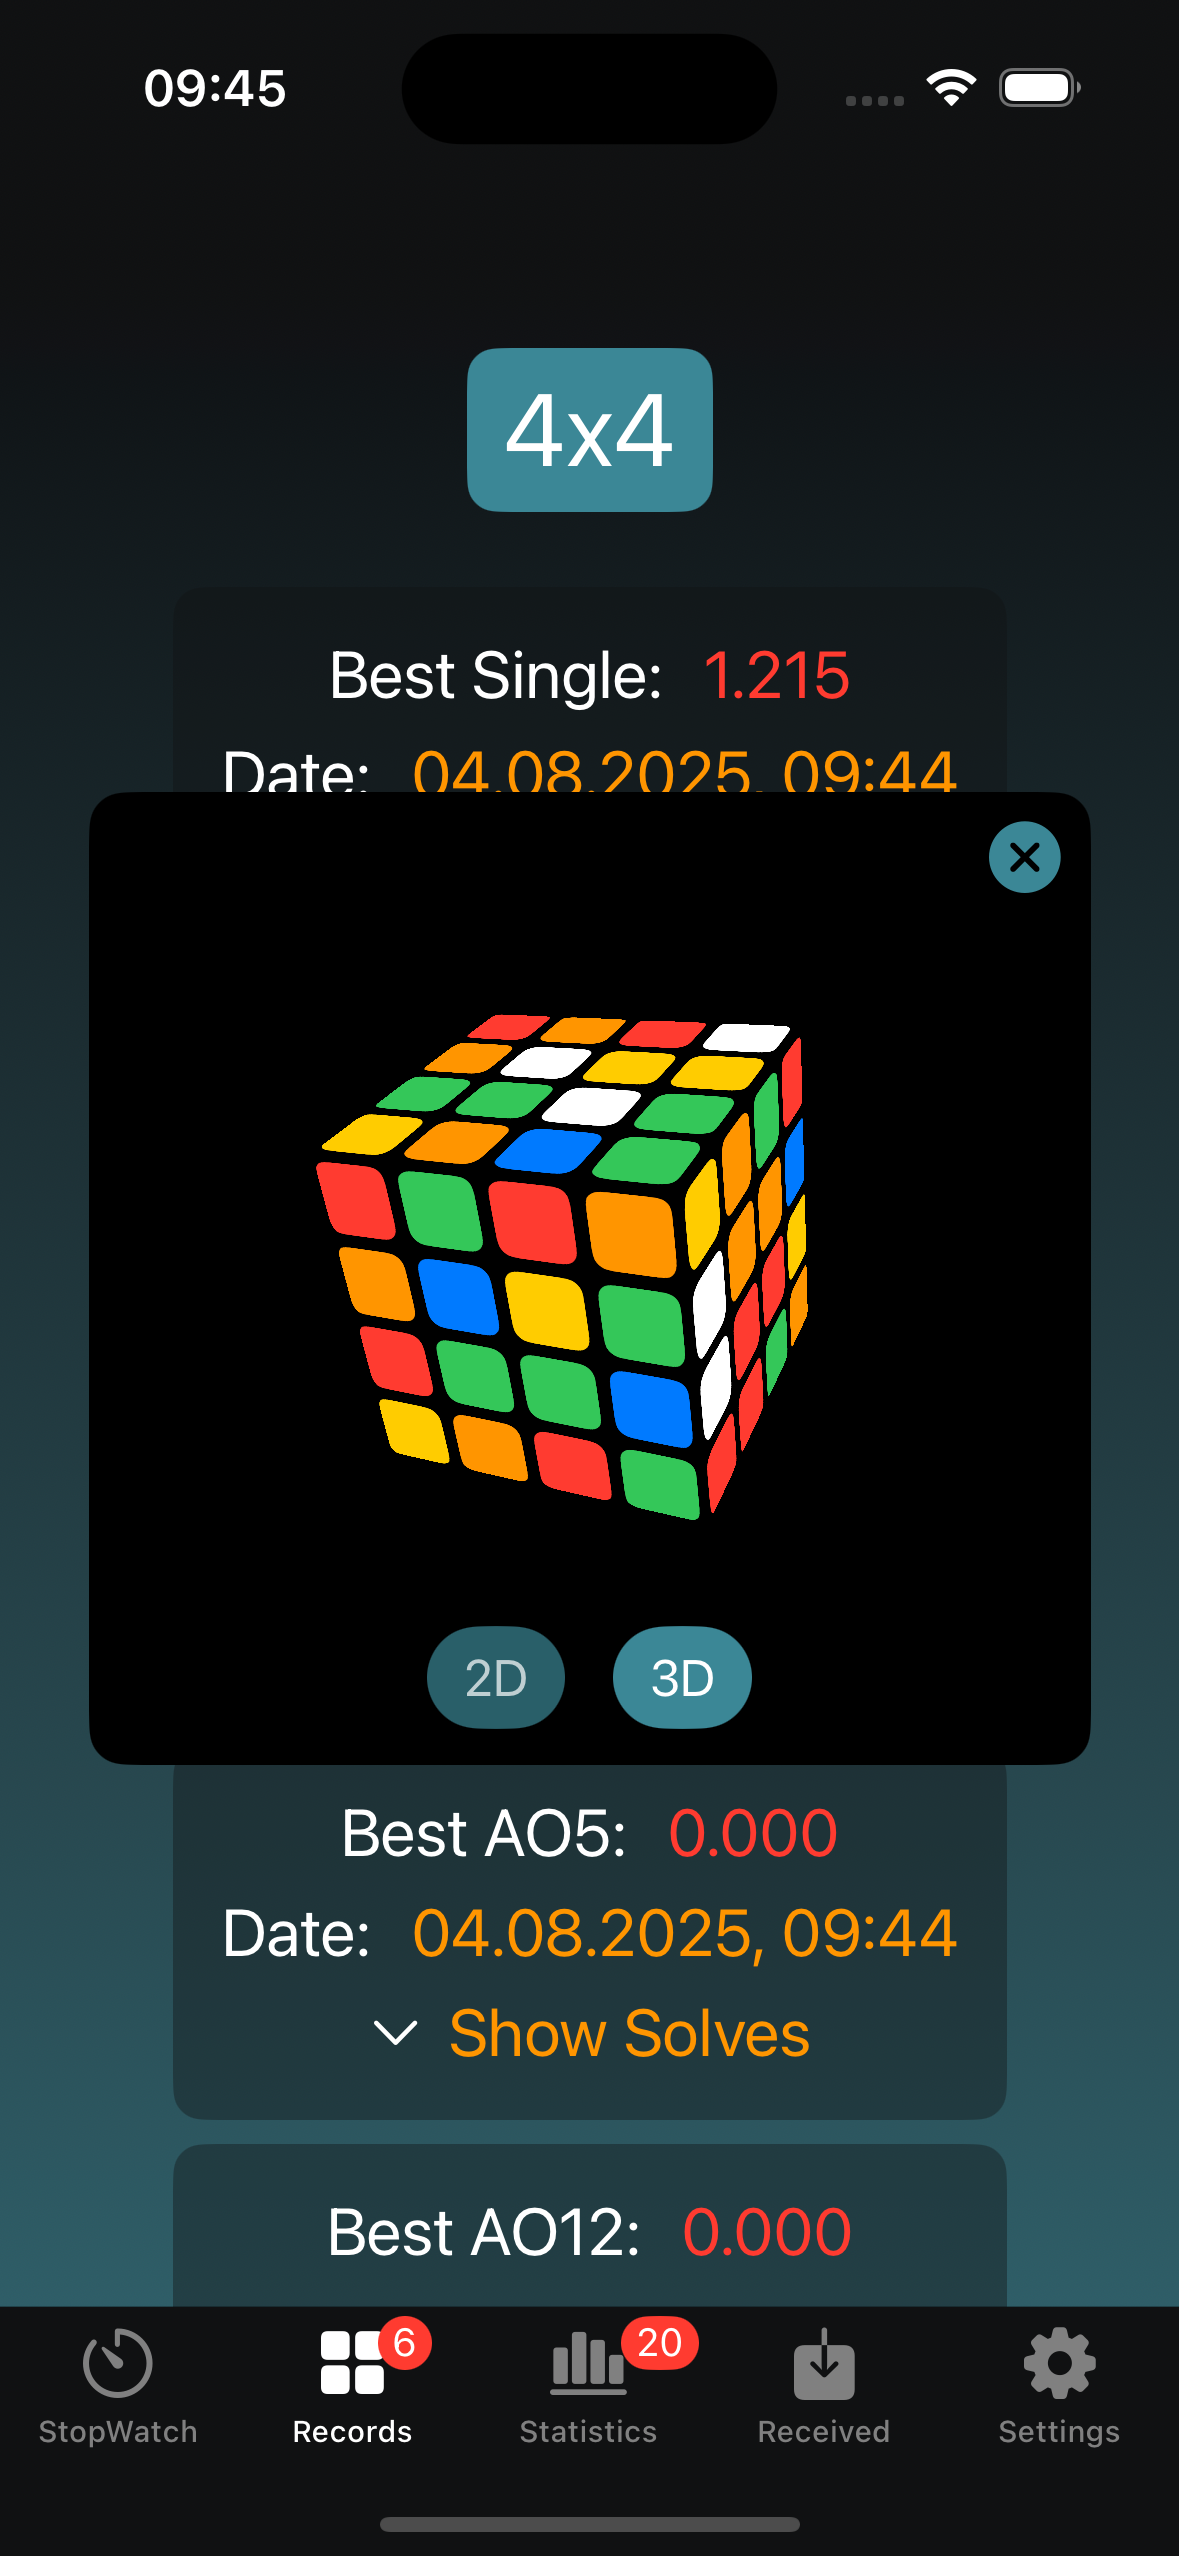 09:45
4x4
Best Single: 1.215
Date: 04.08.2025, 09:44
2D
3D
Best AO5: 0.000
Date: 04.08.2025, 09:44
Show Solves
Best AO12: 0.000
6
20
StopWatch
Records
Statistics
Received
Settings